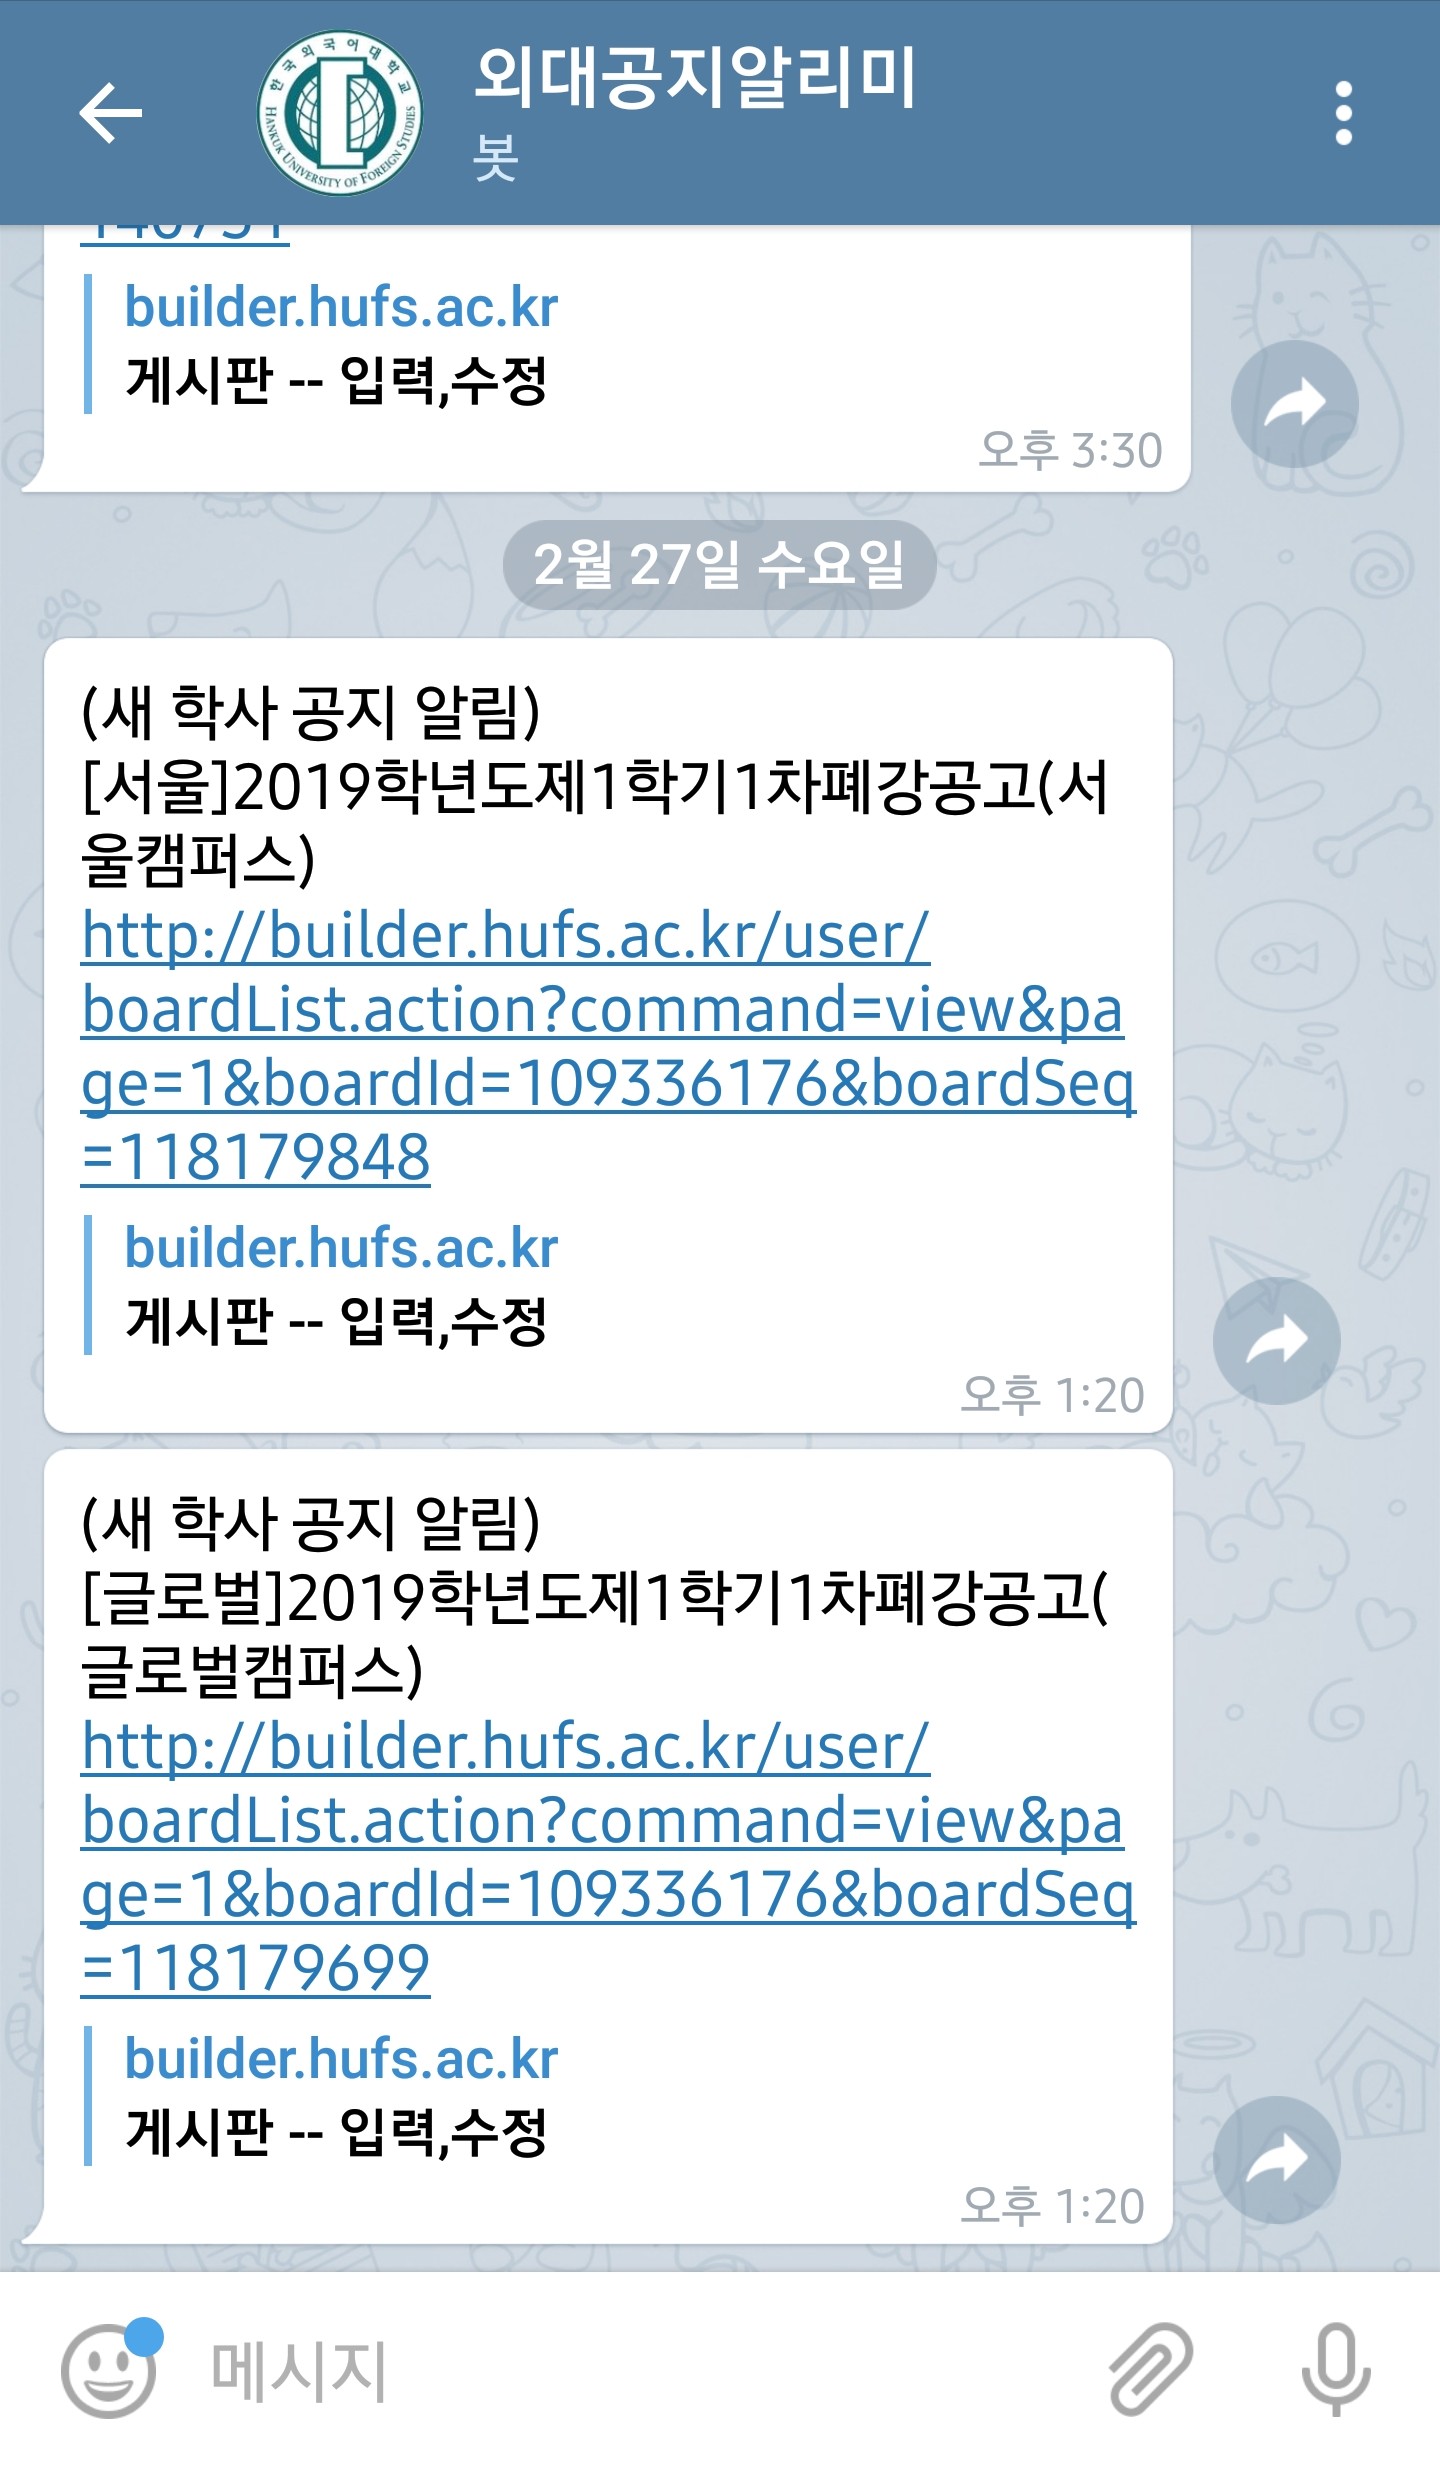 외대공지알리미
봇
한국외국어대학교
HANKUK UNIVERSITY OF FOREIGN STUDIES
builder.hufs.ac.kr
게시판 -- 입력,수정
오후 3:30
2월 27일 수요일
(새 학사 공지 알림)
[서울]2019학년도제1학기1차폐강공고(서
울캠퍼스)
http://builder.hufs.ac.kr/user/
boardList.action?command=view&pa
ge=1&boardId=109336176&boardSeq
=118179848
builder.hufs.ac.kr
게시판 -- 입력,수정
오후 1:20
(새 학사 공지 알림)
[글로벌]2019학년도제1학기1차폐강공고(
글로벌캠퍼스)
http://builder.hufs.ac.kr/user/
boardList.action?command=view&pa
ge=1&boardId=109336176&boardSeq
=118179699
builder.hufs.ac.kr
게시판 -- 입력,수정
오후 1:20
메시지